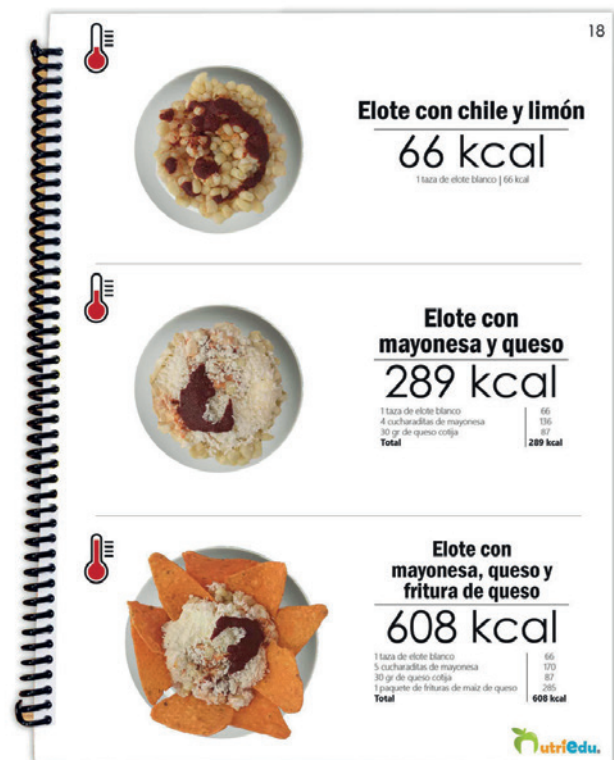 18
Elote con chile y limón
66 kcal
1 taza de elote blanco | 66 kcal
Elote con
mayonesa y queso
289 kcal
1 taza de elote blanco 66
4 cucharaditas de mayonesa 136
30 gr de queso cotija 87
Total 289 kcal
Elote con
mayonesa, queso y
fritura de queso
608 kcal
1 taza de elote blanco 66
5 cucharaditas de mayonesa 170
30 gr de queso cotija 87
1 paquete de frituras de maíz de queso 285
Total 608 kcal
nutriedu.